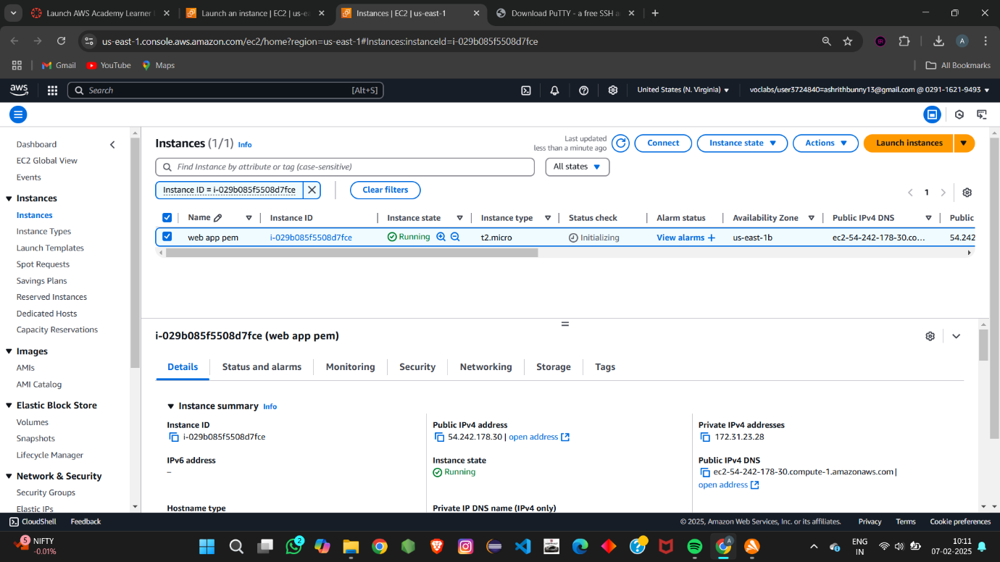 Launch AWS Academy Learner
Launch an instance | EC2 | us-ea
Instances | EC2 | us-east-1
Download PuTTY - a free SSH a
us-east-1.console.aws.amazon.com/ec2/home?region=us-east-1#Instances:instanceId=i-029b085f5508d7fce
A
Gmail
YouTube
Maps
All Bookmarks
aws
Search
[Alt+S]
United States (N. Virginia)
voclabs/user3724840=ashrithbunny13@gmail.com @ 0291-1621-9493
Dashboard
EC2 Global View
Events
Instances
Instances
Instance Types
Launch Templates
Spot Requests
Savings Plans
Reserved Instances
Dedicated Hosts
Capacity Reservations
Images
AMIs
AMI Catalog
Elastic Block Store
Volumes
Snapshots
Lifecycle Manager
Network & Security
Security Groups
Elastic IPs
Instances (1/1) Info
Last updated
less than a minute ago
Connect
Instance state
Actions
Launch instances
Find Instance by attribute or tag (case-sensitive)
All states
Instance ID = i-029b085f5508d7fce
Clear filters
1
Name
Instance ID
Instance state
Instance type
Status check
Alarm status
Availability Zone
Public IPv4 DNS
Public
web app pem
i-029b085f5508d7fce
Running
t2.micro
Initializing
View alarms +
us-east-1b
ec2-54-242-178-30.co...
54.242
i-029b085f5508d7fce (web app pem)
Details
Status and alarms
Monitoring
Security
Networking
Storage
Tags
Instance summary Info
Instance ID
i-029b085f5508d7fce
Public IPv4 address
54.242.178.30 | open address
Private IPv4 addresses
172.31.23.28
IPv6 address
–
Instance state
Running
Public IPv4 DNS
ec2-54-242-178-30.compute-1.amazonaws.com |
open address
Hostname type
Private IP DNS name (IPv4 only)
CloudShell
Feedback
© 2025, Amazon Web Services, Inc. or its affiliates.
Privacy
Terms
Cookie preferences
5
NIFTY
-0.01%
2
A
ENG
IN
10:11
07-02-2025